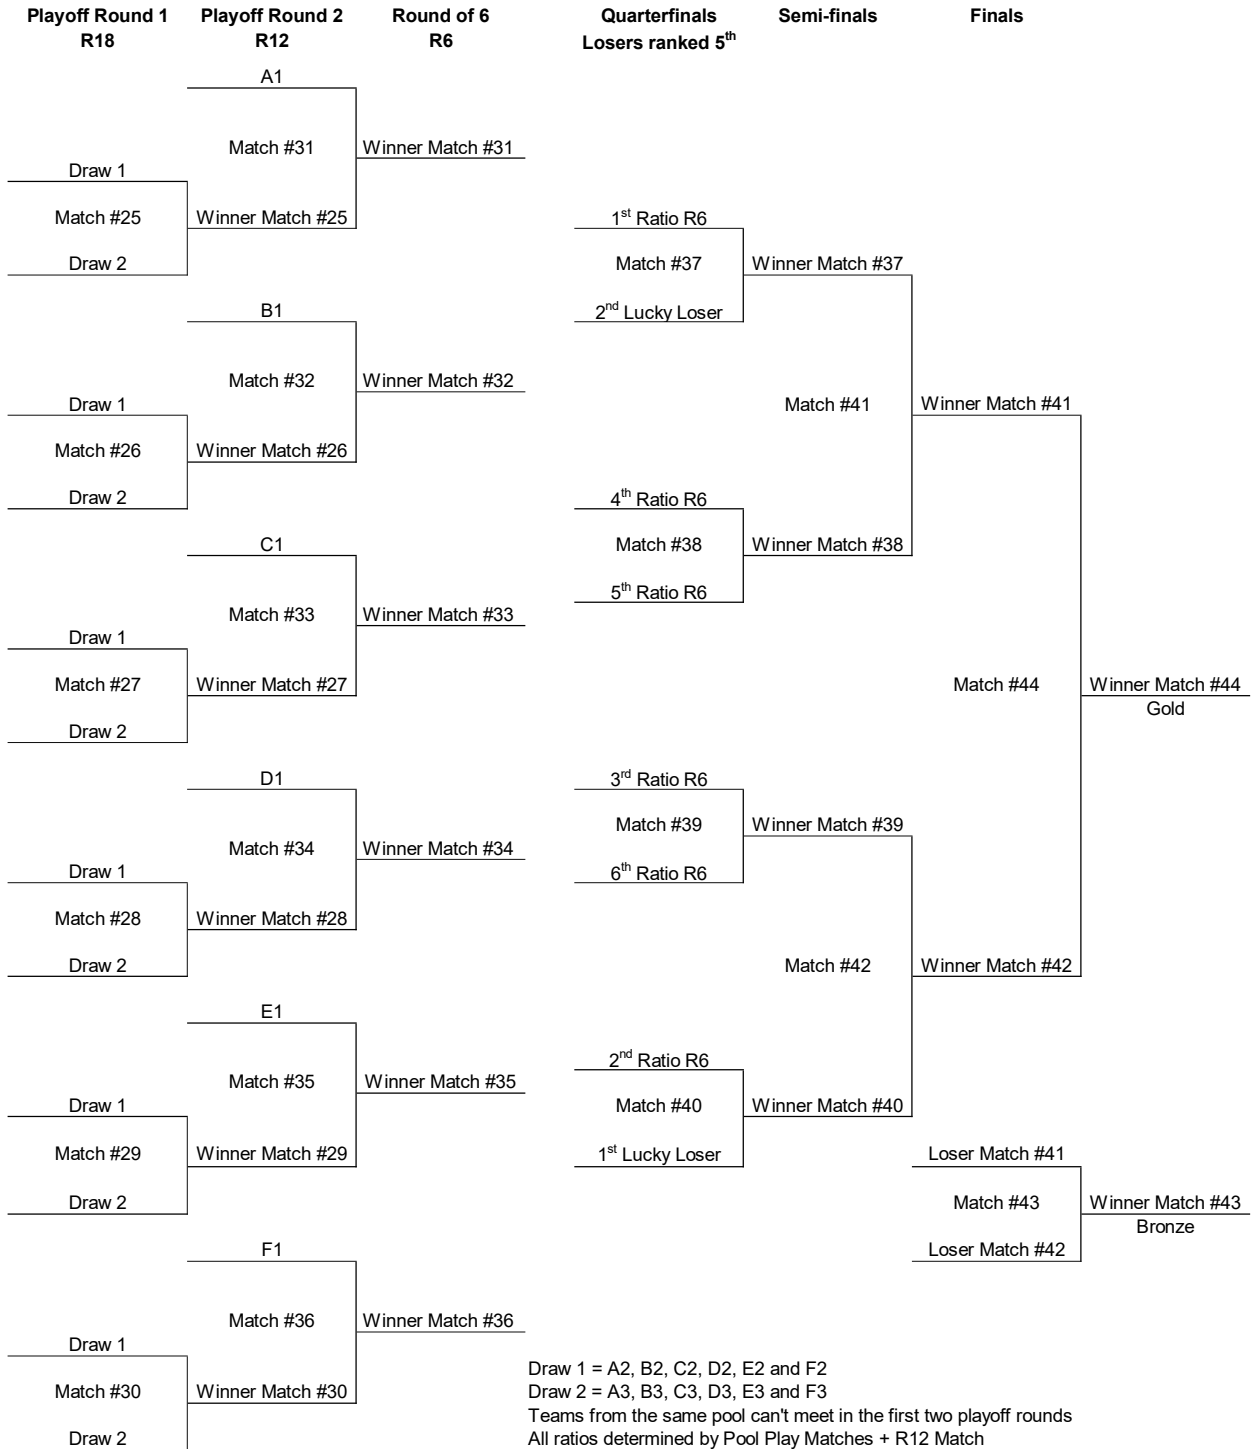 Playoff Round 1 Playoff Round 2 Round of 6 Quarterfinals Semi-finals Finals
R18 R12 R6 Losers ranked 5th
A1
Match #31 Winner Match #31
Draw 1
Match #25 Winner Match #25 1st Ratio R6
Draw 2 Match #37 Winner Match #37
B1 2nd Lucky Loser
Match #32 Winner Match #32
Draw 1 Match #41 Winner Match #41
Match #26 Winner Match #26
Draw 2 4th Ratio R6
C1 Match #38 Winner Match #38
5th Ratio R6
Match #33 Winner Match #33
Draw 1
Match #27 Winner Match #27 Match #44 Winner Match #44
Gold
Draw 2
D1 3rd Ratio R6
Match #39 Winner Match #39
Match #34 Winner Match #34
Draw 1 6th Ratio R6
Match #28 Winner Match #28
Draw 2 Match #42 Winner Match #42
E1
2nd Ratio R6
Match #35 Winner Match #35
Draw 1 Match #40 Winner Match #40
Match #29 Winner Match #29 1st Lucky Loser Loser Match #41
Draw 2 Match #43 Winner Match #43
Bronze
F1 Loser Match #42
Match #36 Winner Match #36
Draw 1
Draw 1 = A2, B2, C2, D2, E2 and F2
Match #30 Winner Match #30 Draw 2 = A3, B3, C3, D3, E3 and F3
Teams from the same pool can't meet in the first two playoff rounds
Draw 2 All ratios determined by Pool Play Matches + R12 Match